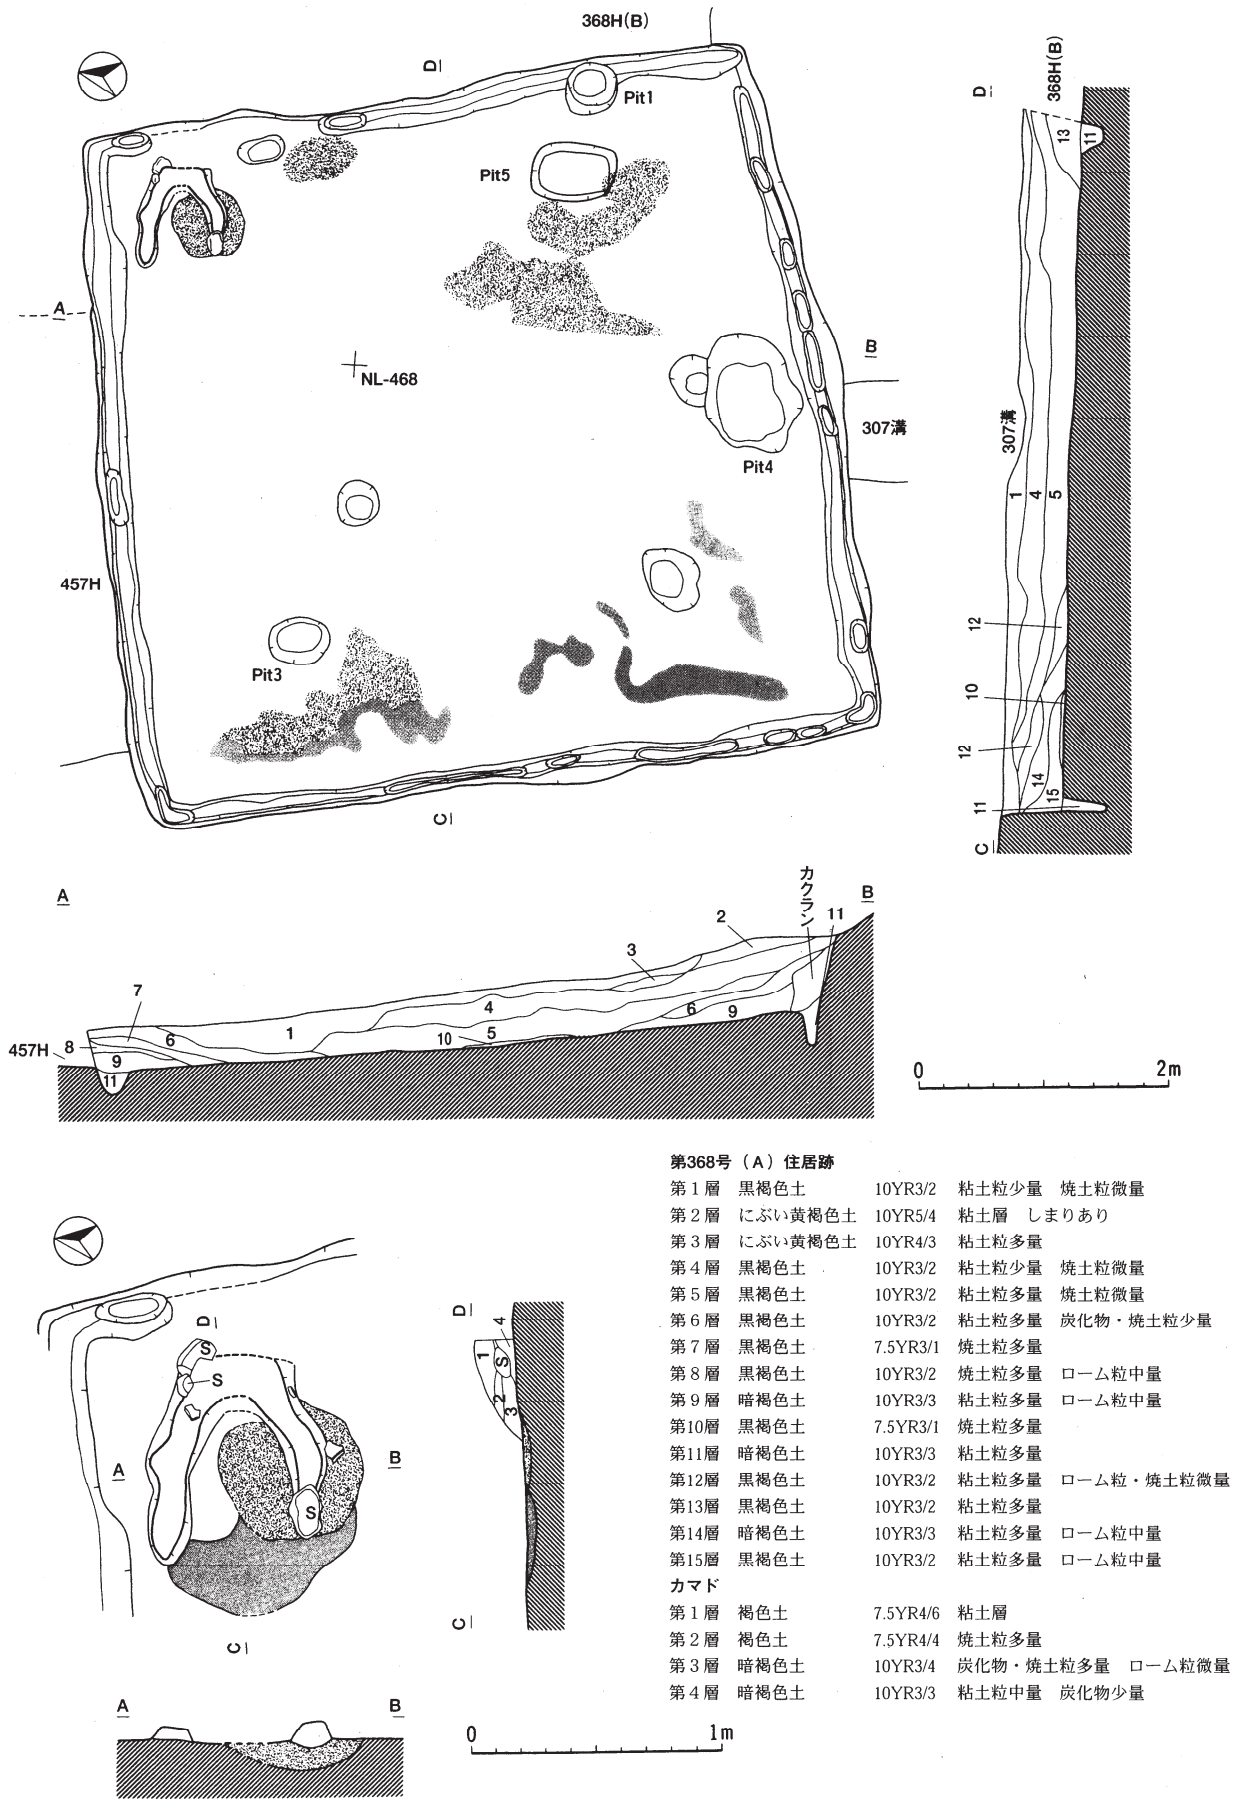 368H(B)
D
Pit1
Pit5
A
NL-468
B
307溝
Pit4
457H
Pit3
C
D
368H(B)
13
11
307溝
1
4
5
12
10
12
14
15
11
C
A
カクラン
B
2
11
3
7
4
6
1
6
9
5
10
8
457H
9
11
0 2m
第368号（A）住居跡
第１層 黒褐色土 10YR3/2 粘土粒少量 焼土粒微量
第２層 にぶい黄褐色土 10YR5/4 粘土層 しまりあり
第３層 にぶい黄褐色土 10YR4/3 粘土粒多量
第４層 黒褐色土 10YR3/2 粘土粒少量 焼土粒微量
第５層 黒褐色土 10YR3/2 粘土粒多量 焼土粒微量
第６層 黒褐色土 10YR3/2 粘土粒多量 炭化物・焼土粒少量
第７層 黒褐色土 7.5YR3/1 焼土粒多量
第８層 黒褐色土 10YR3/2 焼土粒多量 ローム粒中量
第９層 暗褐色土 10YR3/3 粘土粒多量 ローム粒中量
第10層 黒褐色土 7.5YR3/1 焼土粒多量
第11層 暗褐色土 10YR3/3 粘土粒多量
第12層 黒褐色土 10YR3/2 粘土粒多量 ローム粒・焼土粒微量
第13層 黒褐色土 10YR3/2 粘土粒多量
第14層 暗褐色土 10YR3/3 粘土粒多量 ローム粒中量
第15層 黒褐色土 10YR3/2 粘土粒多量 ローム粒中量
カマド
第１層 褐色土 7.5YR4/6 粘土層
第２層 褐色土 7.5YR4/4 焼土粒多量
第３層 暗褐色土 10YR3/4 炭化物・焼土粒多量 ローム粒微量
第４層 暗褐色土 10YR3/3 粘土粒中量 炭化物少量
D
S
S
A
B
S
C
D
4
1
S
2
3
C
A
B
0 1m